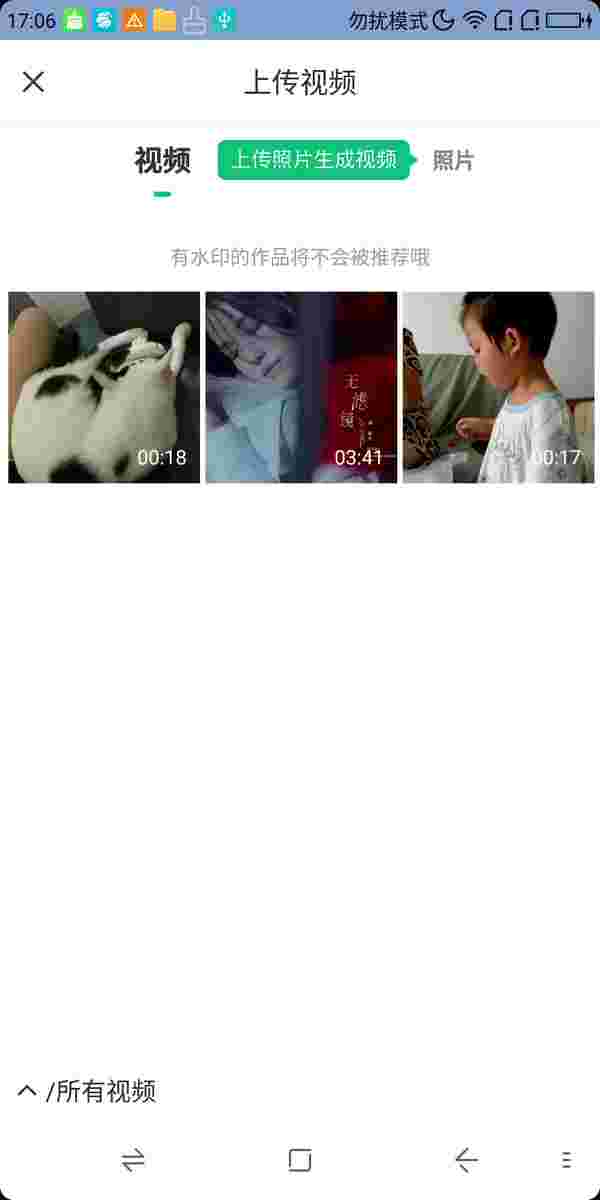 17:06
勿扰模式
上传视频
视频
上传照片生成视频
照片
有水印的作品将不会被推荐哦
无滤镜
00:18
03:41
00:17
/所有视频